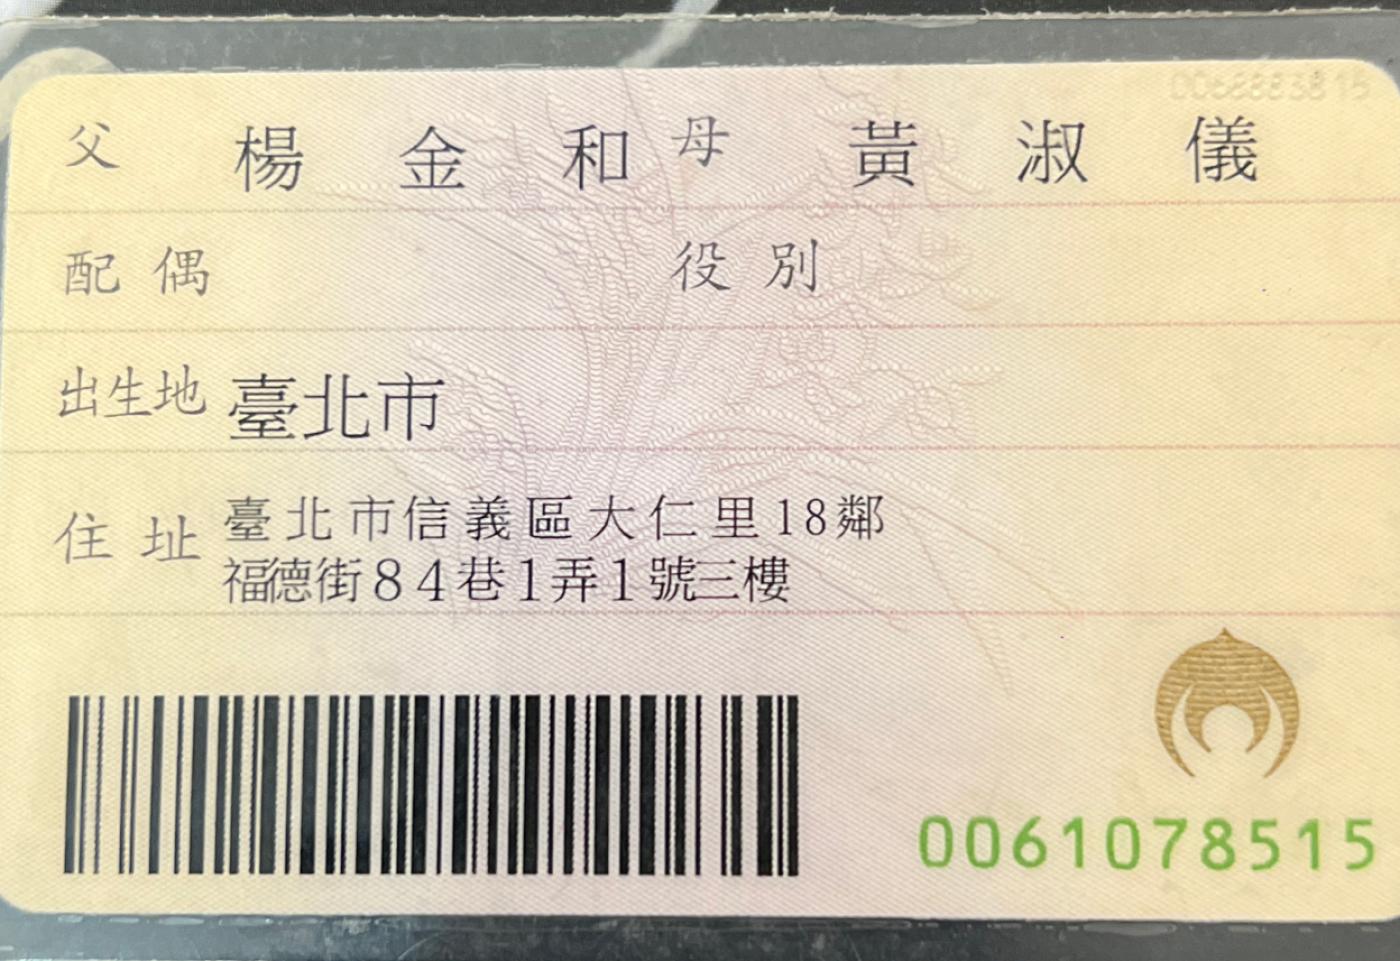 父 楊金和 母 黃淑儀
配偶 役別
出生地 臺北市
住址 臺北市信義區大仁里18鄰
福德街84巷1弄1號三樓
0061078515